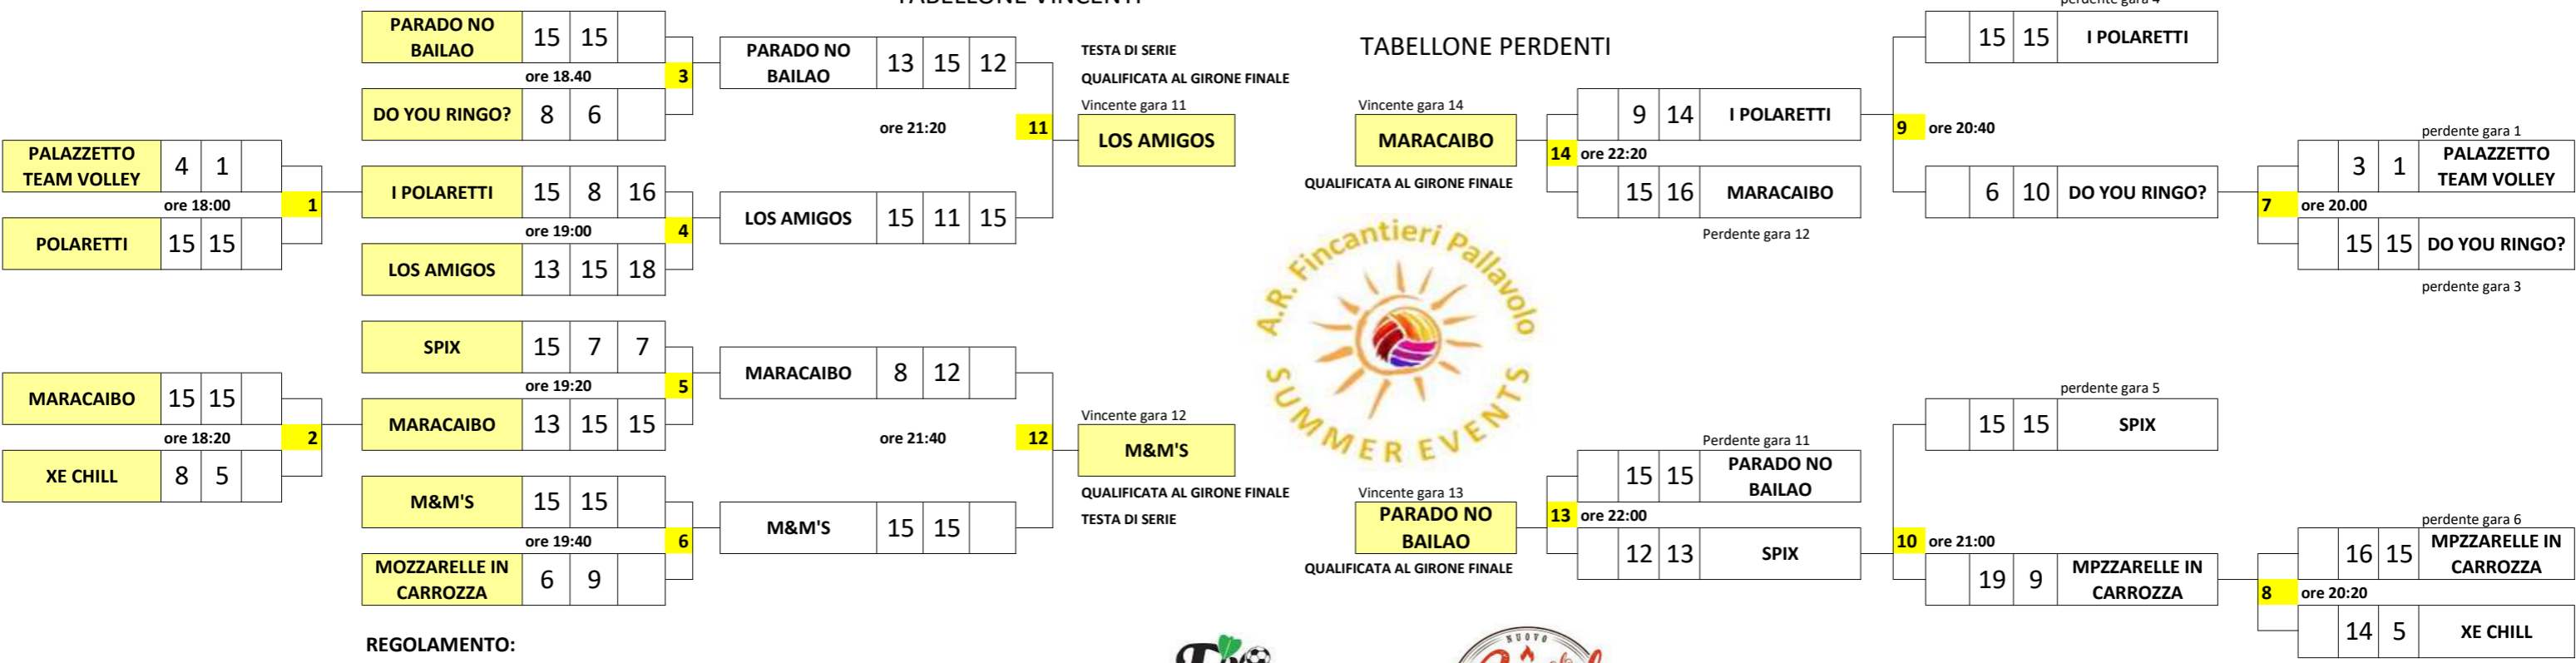 TABELLONE VINCENTI
PARADO NO
BAILAO
15 15
ore 18.40
3
DO YOU RINGO?
8 6
PALAZZETTO
TEAM VOLLEY
4 1
ore 18:00
1
POLARETTI
15 15
I POLARETTI
15 8 16
ore 19:00
4
LOS AMIGOS
13 15 18
SPIX
15 7 7
ore 19:20
5
MARACAIBO
13 15 15
MARACAIBO
15 15
ore 18:20
2
XE CHILL
8 5
M&M'S
15 15
ore 19:40
6
MOZZARELLE IN
CARROZZA
6 9
PARADO NO
BAILAO
13 15 12
ore 21:20
11
LOS AMIGOS
15 11 15
MARACAIBO
8 12
ore 21:40
12
M&M'S
15 15
TESTA DI SERIE
QUALIFICATA AL GIRONE FINALE
Vincente gara 11
LOS AMIGOS
Vincente gara 12
M&M'S
QUALIFICATA AL GIRONE FINALE
TESTA DI SERIE
TABELLONE PERDENTI
Vincente gara 14
MARACAIBO
QUALIFICATA AL GIRONE FINALE
14 ore 22:20
9 14 I POLARETTI
15 16 MARACAIBO
Perdente gara 12
perdente gara 4
15 15 I POLARETTI
9 ore 20:40
6 10 DO YOU RINGO?
perdente gara 1
3 1 PALAZZETTO
TEAM VOLLEY
7 ore 20.00
15 15 DO YOU RINGO?
perdente gara 3
A.R. Fincantieri Pallavolo
SUMMER EVENTS
Vincente gara 13
PARADO NO
BAILAO
QUALIFICATA AL GIRONE FINALE
Perdente gara 11
15 15 PARADO NO
BAILAO
13 ore 22:00
12 13 SPIX
perdente gara 5
15 15 SPIX
10 ore 21:00
19 9 MPZZARELLE IN
CARROZZA
perdente gara 6
16 15 MPZZARELLE IN
CARROZZA
8 ore 20:20
14 5 XE CHILL
REGOLAMENTO:
NUOVO